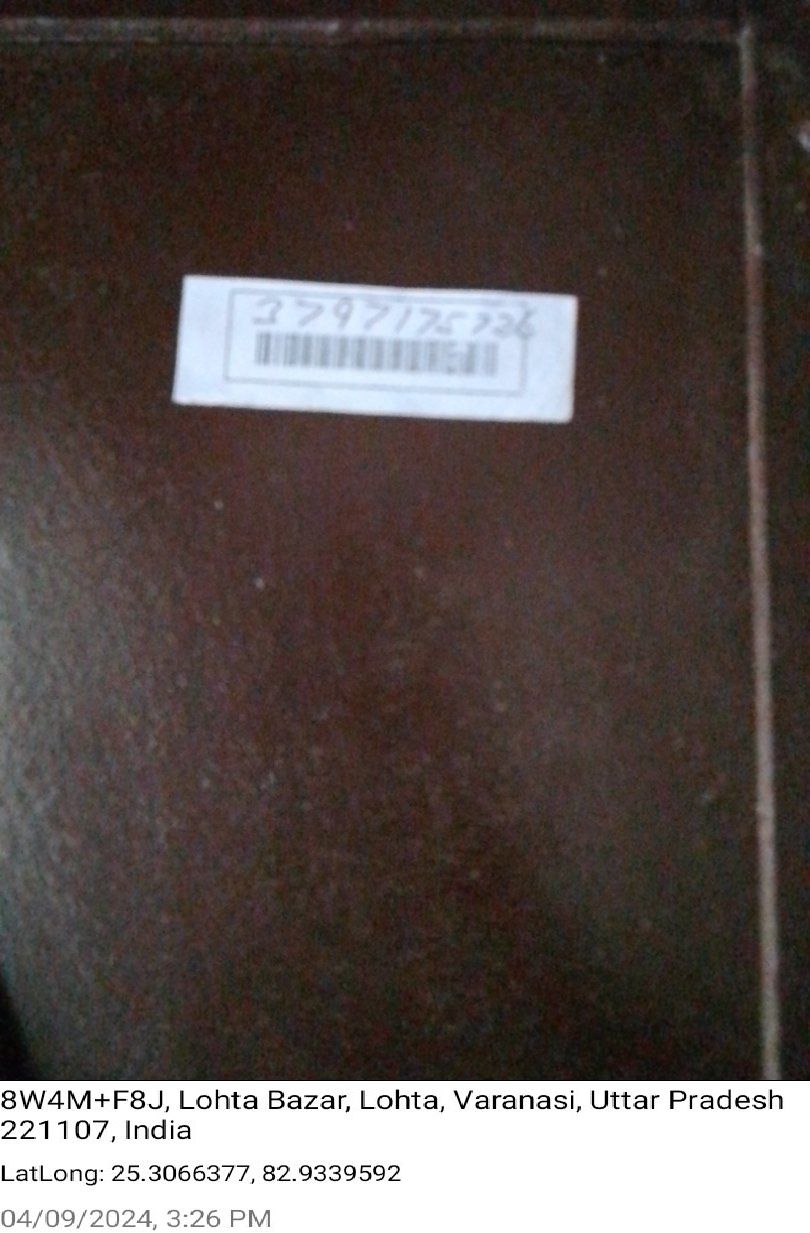 3797175736
8W4M+F8J, Lohta Bazar, Lohta, Varanasi, Uttar Pradesh
221107, India
LatLong: 25.3066377, 82.9339592
04/09/2024, 3:26 PM